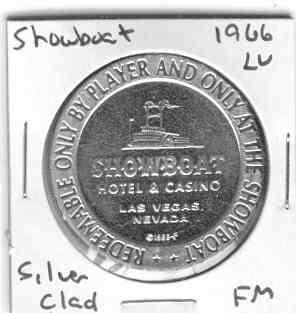 Showboat 1966
LV
REDEEMABLE ONLY BY PLAYER AND ONLY AT THE SHOWBOAT
SHOWBOAT
HOTEL & CASINO
LAS VEGAS,
NEVADA
Silver
Clad FM